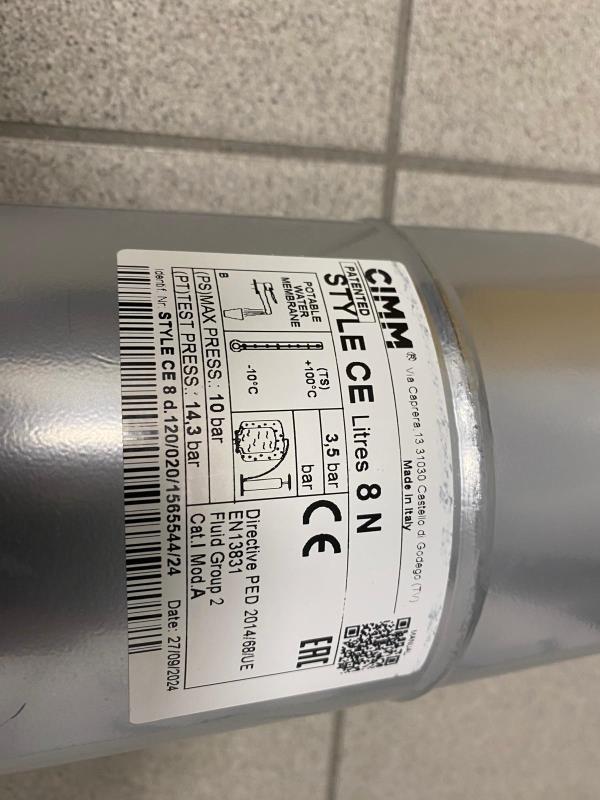 CIMM® Via Caprera,13 31030 Castello di Godego (TV)
Made in Italy
PATENTED
STYLE CE Litres 8 N
MANUAL
POTABLE
WATER
MEMBRANE
(TS)
+100°C
-10°C
3,5 bar
bar
CE
EAC
B
(PS)MAX PRESS.: 10 bar
(PT)TEST PRESS.: 14,3 bar
Directive PED 2014/68/UE
EN13831
Fluid Group 2
Cat.I Mod.A
Identif. Nr. STYLE CE 8 d.120/020/1565544/24 Date: 27/09/2024